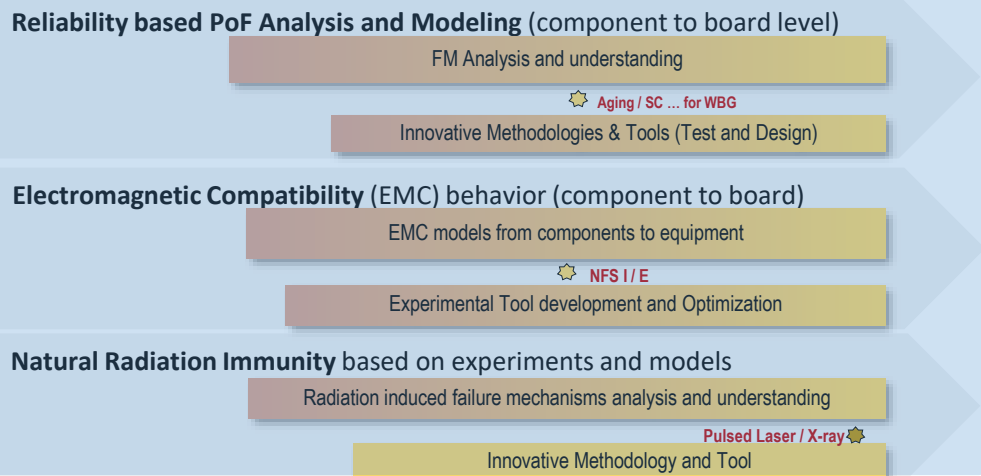 Reliability based PoF Analysis and Modeling (component to board level)
FM Analysis and understanding
Aging / SC ... for WBG
Innovative Methodologies & Tools (Test and Design)
Electromagnetic Compatibility (EMC) behavior (component to board)
EMC models from components to equipment
NFS I / E
Experimental Tool development and Optimization
Natural Radiation Immunity based on experiments and models
Radiation induced failure mechanisms analysis and understanding
Pulsed Laser / X-ray
Innovative Methodology and Tool